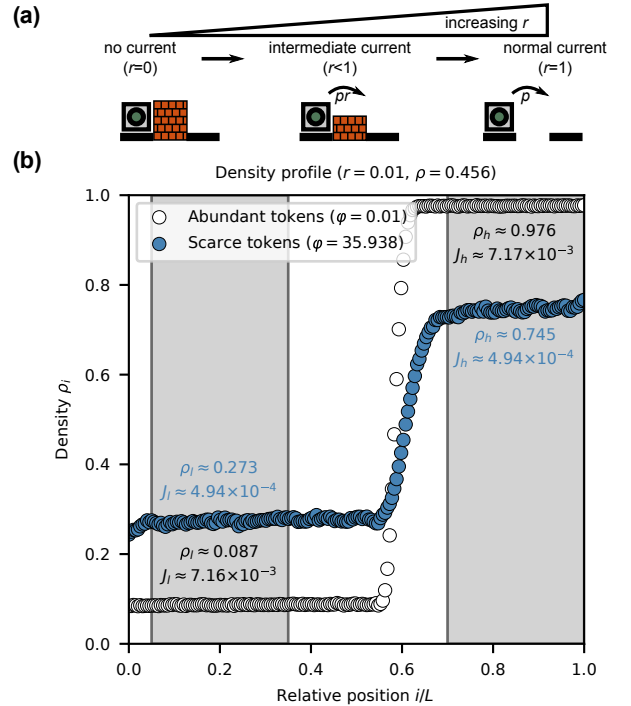 (a)
increasing r
no current
(r=0)
intermediate current
(r<1)
normal current
(r=1)
pr
p
(b)
Density profile (r = 0.01, ρ = 0.456)
Abundant tokens (φ = 0.01)
Scarce tokens (φ = 35.938)
ρh ≈ 0.976
Jh ≈ 7.17×10⁻³
ρh ≈ 0.745
Jh ≈ 4.94×10⁻⁴
ρl ≈ 0.273
Jl ≈ 4.94×10⁻⁴
ρl ≈ 0.087
Jl ≈ 7.16×10⁻³
Density ρi
1.0
0.8
0.6
0.4
0.2
0.0
0.0 0.2 0.4 0.6 0.8 1.0
Relative position i/L